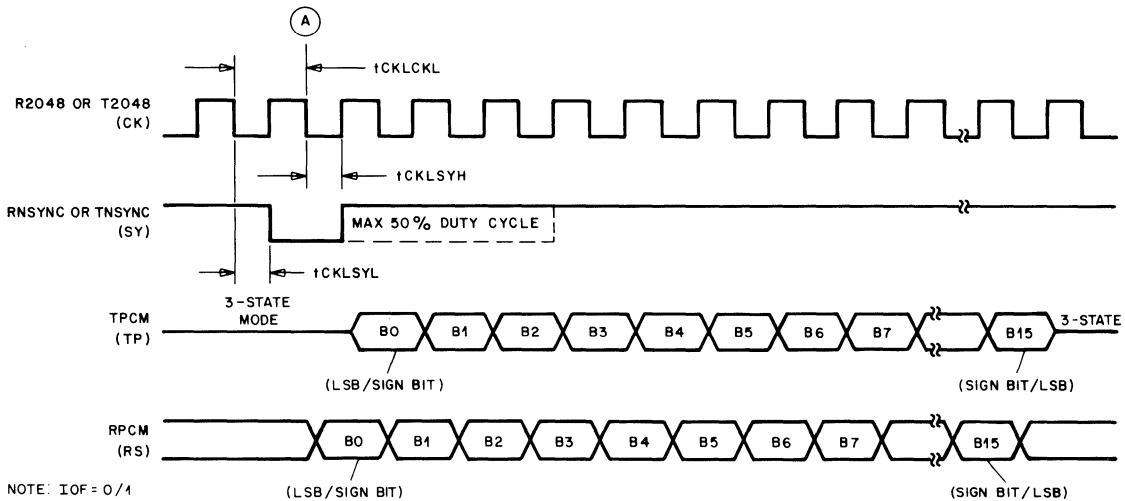 A
tCKLCKL
R2048 OR T2048
(CK)
tCKLSYH
RNSYNC OR TNSYNC
(SY)
MAX 50% DUTY CYCLE
tCKLSYL
3-STATE
MODE
TPCM
(TP)
B0 B1 B2 B3 B4 B5 B6 B7 B15
3-STATE
(LSB/SIGN BIT)
(SIGN BIT/LSB)
RPCM
(RS)
B0 B1 B2 B3 B4 B5 B6 B7 B15
(LSB/SIGN BIT)
(SIGN BIT/LSB)
NOTE: IOF = 0/1